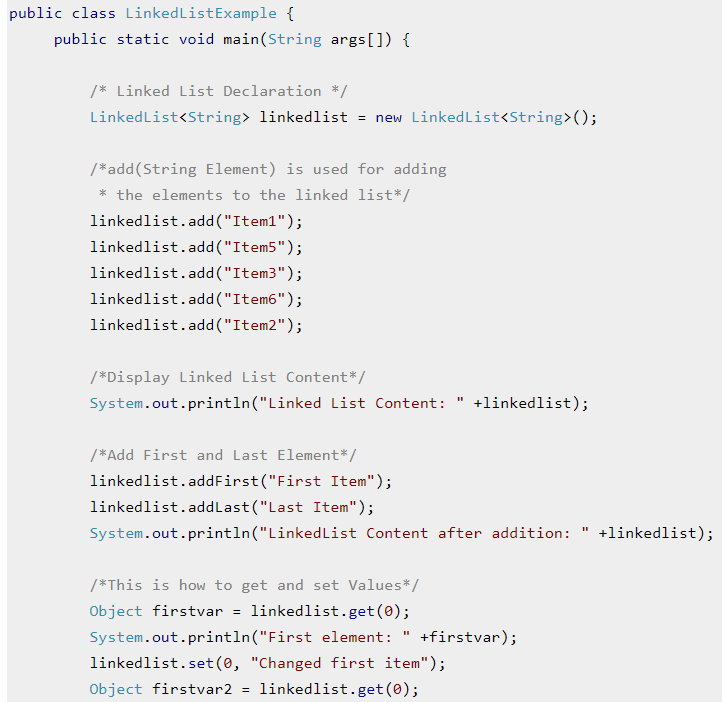 public class LinkedListExample {
     public static void main(String args[]) {

         /* Linked List Declaration */
         LinkedList<String> linkedlist = new LinkedList<String>();

         /*add(String Element) is used for adding
          * the elements to the linked list*/
         linkedlist.add("Item1");
         linkedlist.add("Item5");
         linkedlist.add("Item3");
         linkedlist.add("Item6");
         linkedlist.add("Item2");

         /*Display Linked List Content*/
         System.out.println("Linked List Content: " +linkedlist);

         /*Add First and Last Element*/
         linkedlist.addFirst("First Item");
         linkedlist.addLast("Last Item");
         System.out.println("LinkedList Content after addition: " +linkedlist);

         /*This is how to get and set Values*/
         Object firstvar = linkedlist.get(0);
         System.out.println("First element: " +firstvar);
         linkedlist.set(0, "Changed first item");
         Object firstvar2 = linkedlist.get(0);